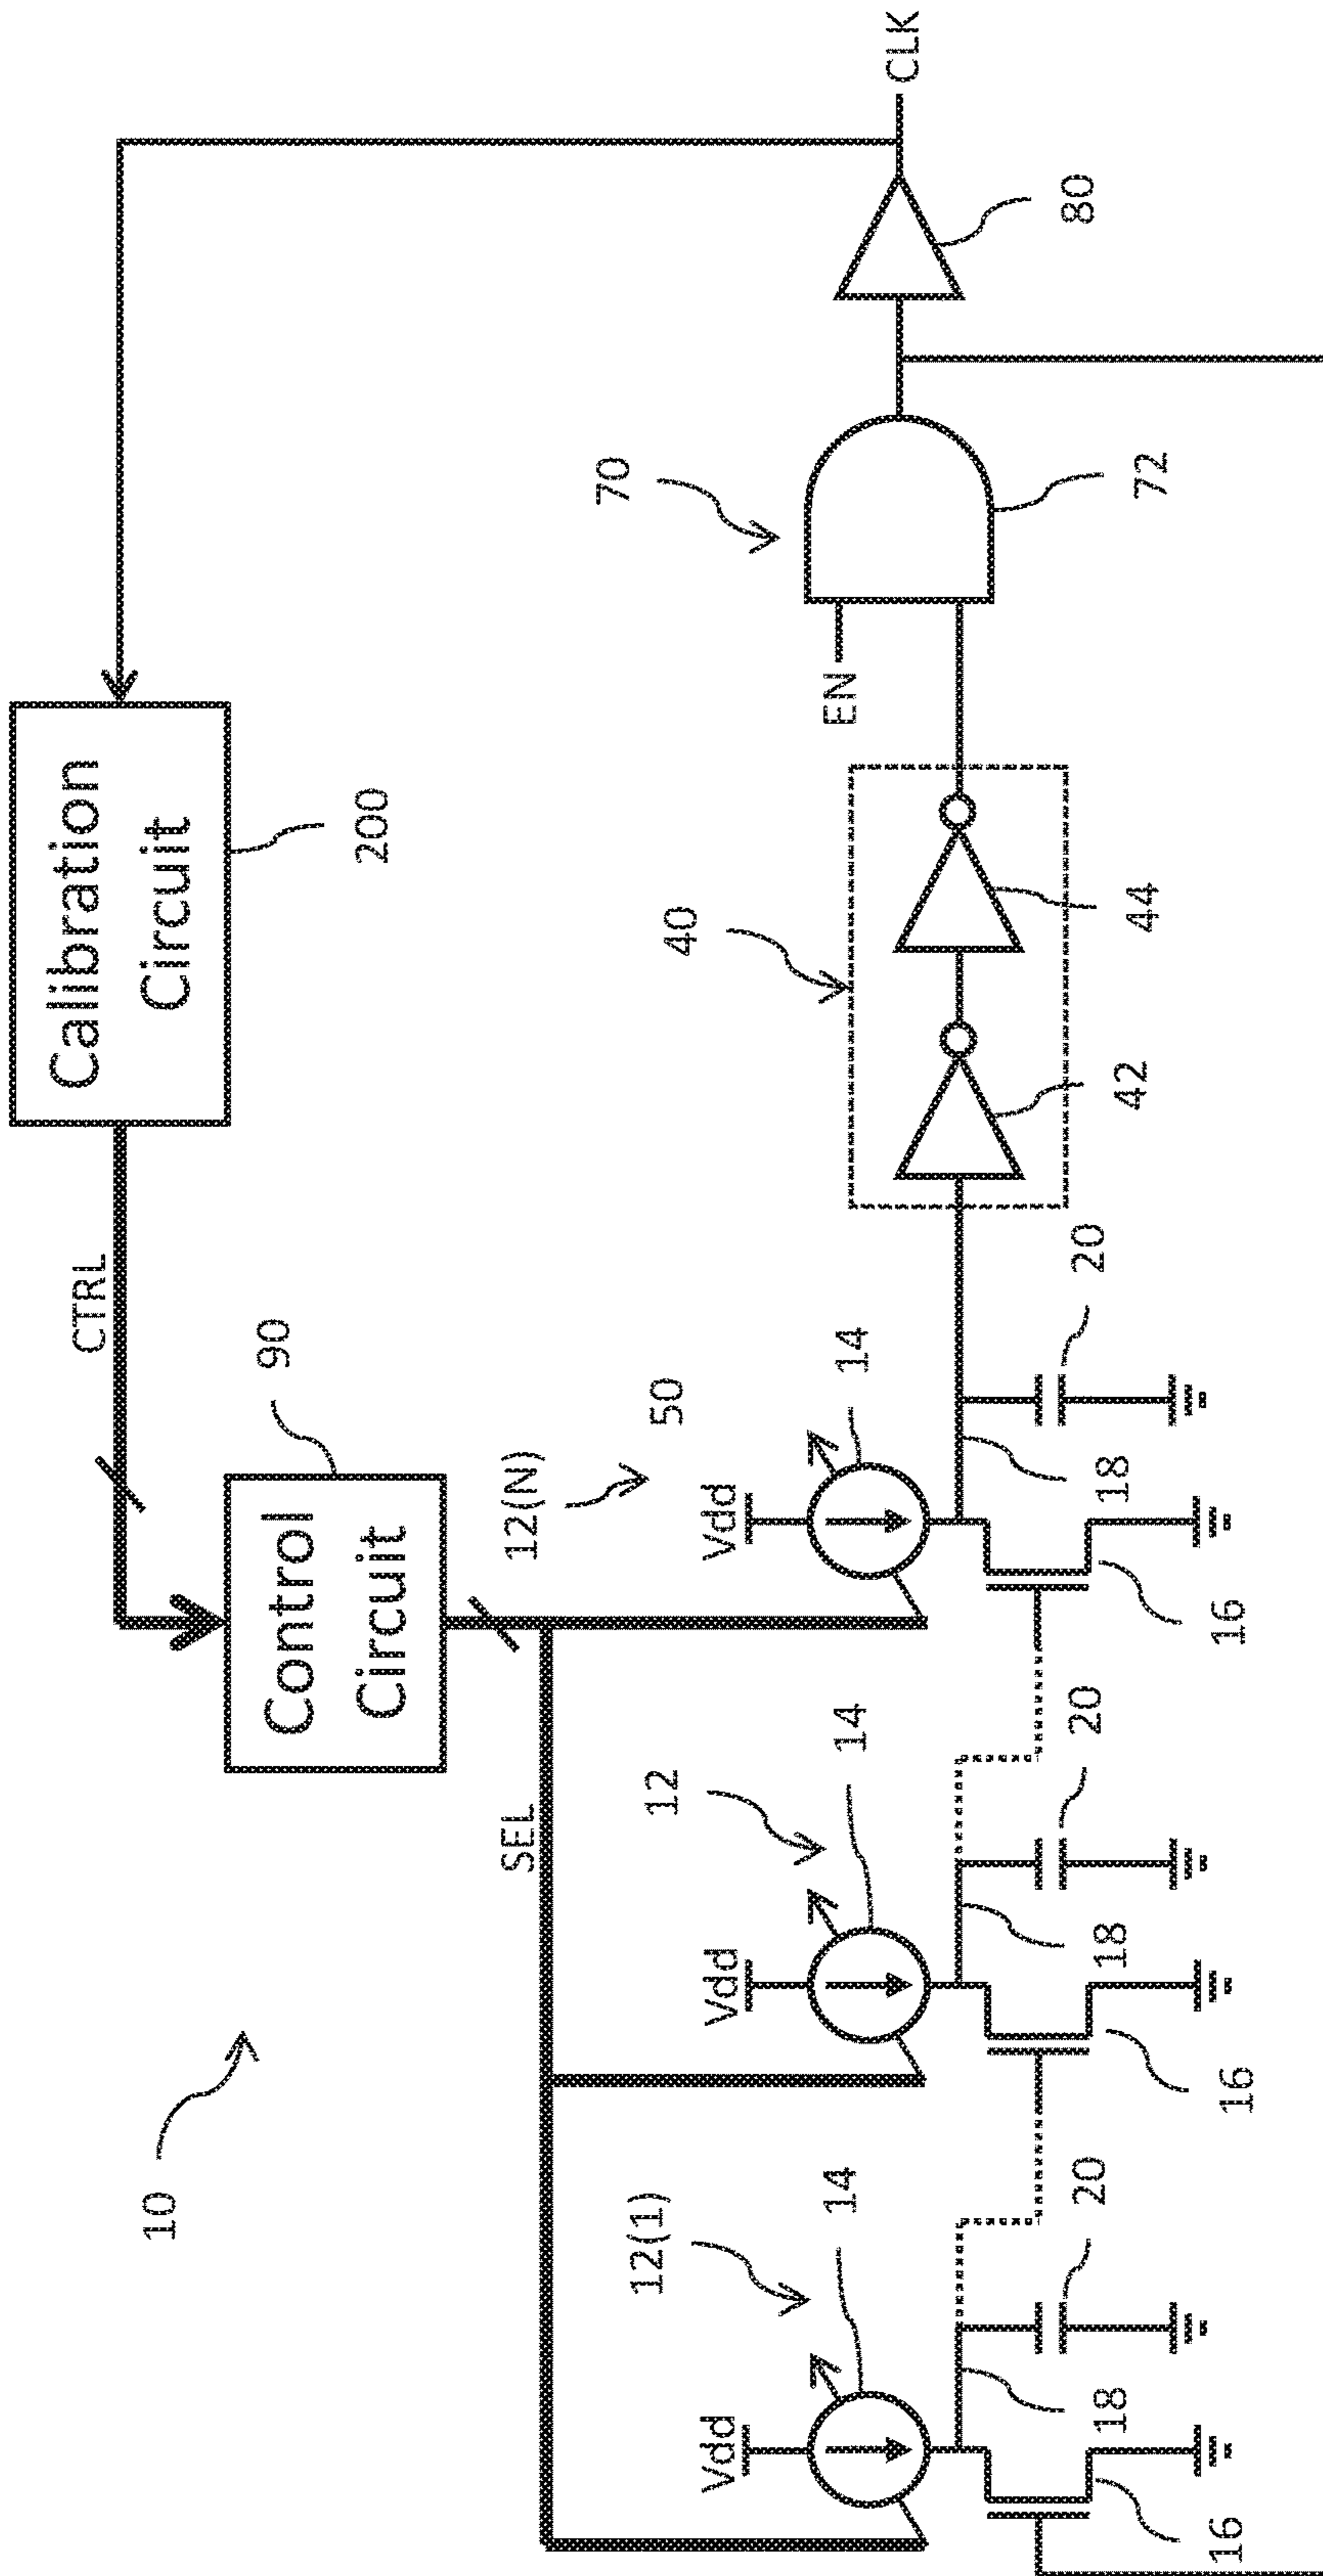 Calibration
Circuit
200
CTRL
Control
Circuit
90
10
SEL
12(1)
12
12(N)
50
Vdd
14
Vdd
14
Vdd
14
40
70
EN
CLK
18
20
16
18
20
16
18
20
16
42
44
72
80